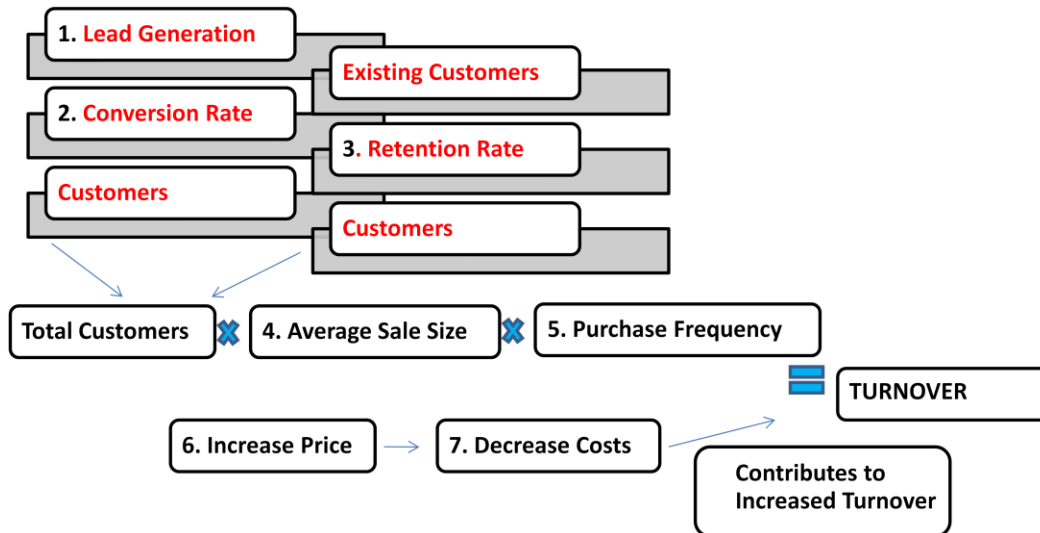 1. Lead Generation
2. Conversion Rate
Customers
Existing Customers
3. Retention Rate
Customers
Total Customers
4. Average Sale Size
5. Purchase Frequency
TURNOVER
6. Increase Price
7. Decrease Costs
Contributes to
Increased Turnover